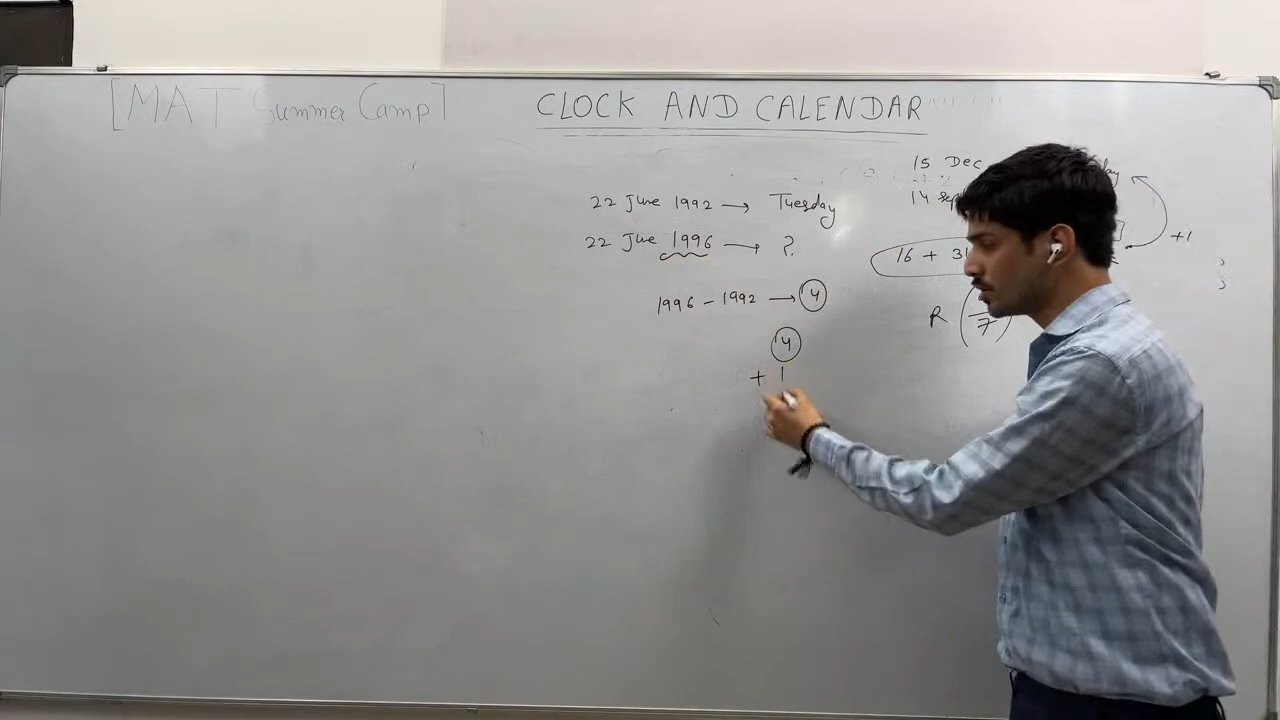 [MAT Summer Camp]
CLOCK AND CALENDAR
22 June 1992 → Tuesday
22 June 1996 → ?
1996 - 1992 → 4
4
+ 1
15 Dec
14 Sep
+1
16 + 31
R ( /7 )